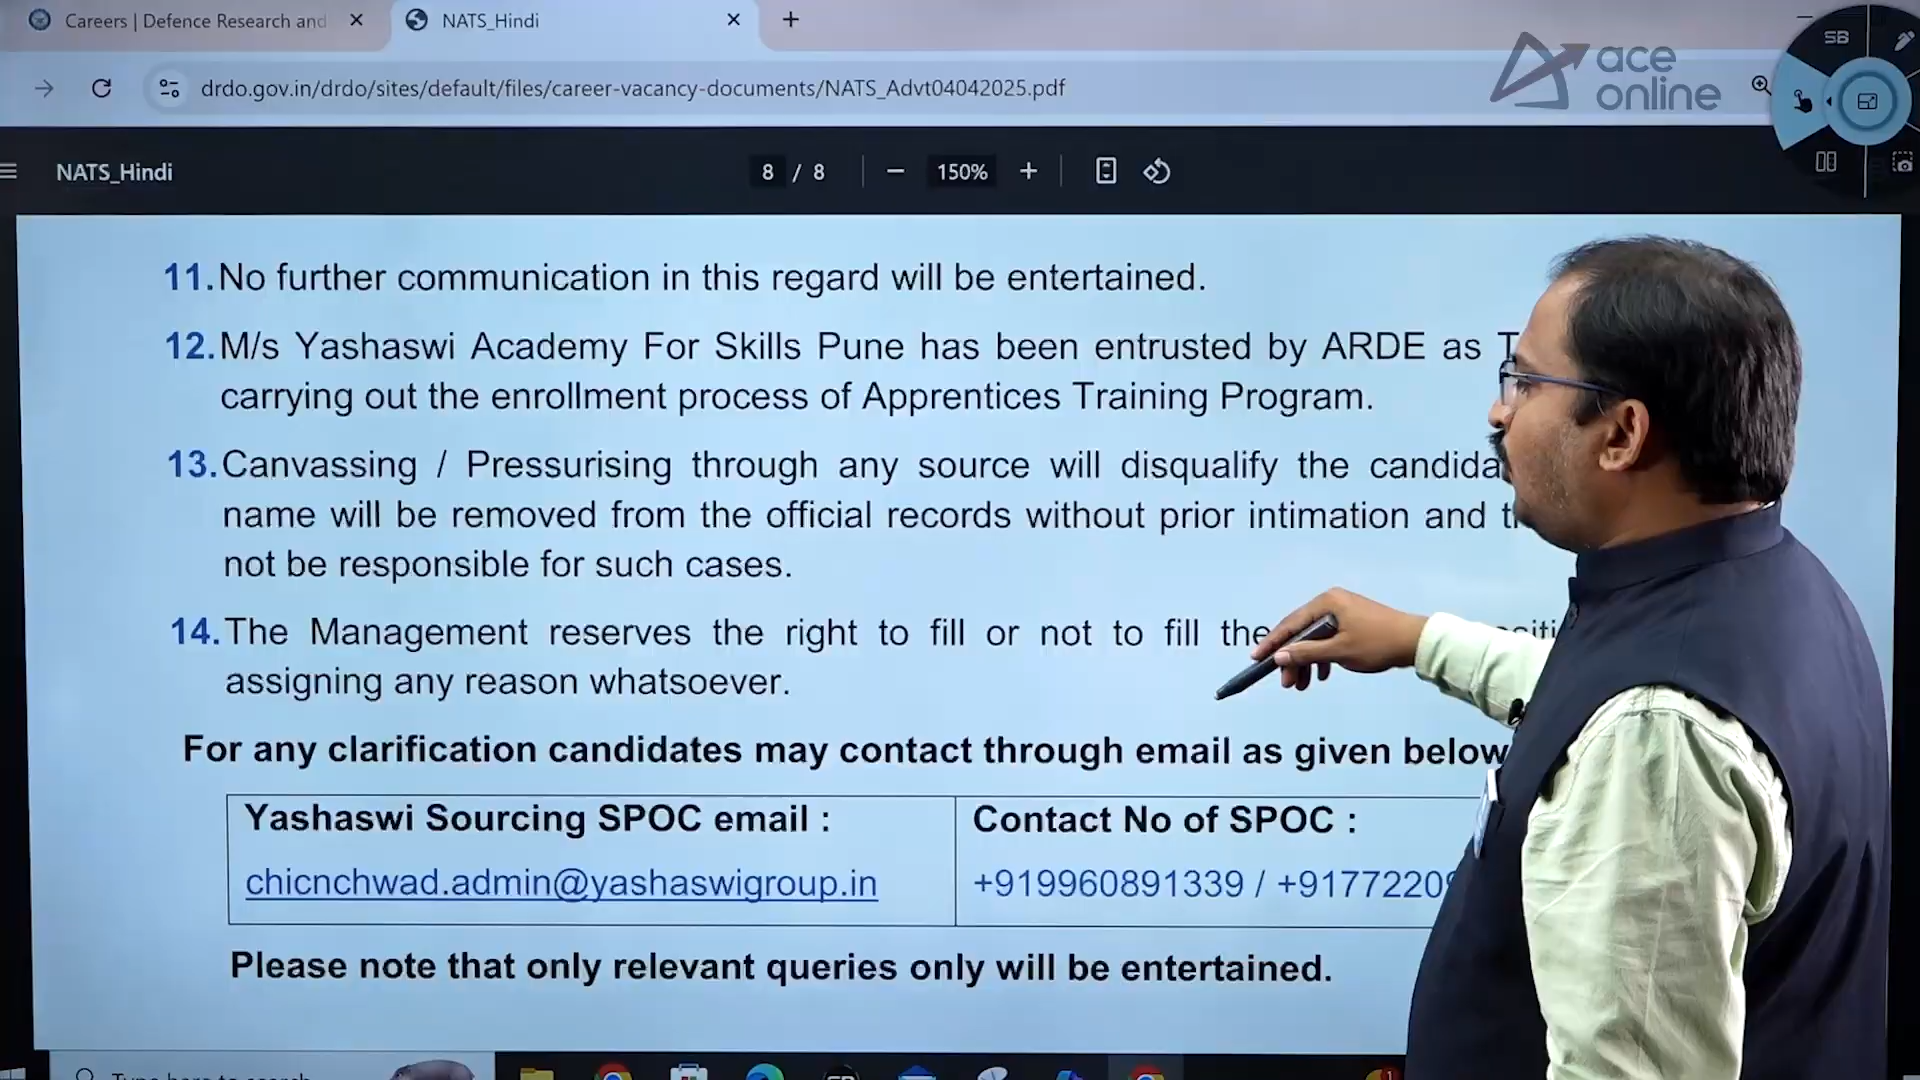 Careers | Defence Research and
NATS_Hindi
drdo.gov.in/drdo/sites/default/files/career-vacancy-documents/NATS_Advt04042025.pdf
ace
online
SB
NATS_Hindi
8 / 8
150%
11. No further communication in this regard will be entertained.
12. M/s Yashaswi Academy For Skills Pune has been entrusted by ARDE as
carrying out the enrollment process of Apprentices Training Program.
13. Canvassing / Pressurising through any source will disqualify the
name will be removed from the official records without prior intimation and
not be responsible for such cases.
14. The Management reserves the right to fill or not to fill the
assigning any reason whatsoever.
For any clarification candidates may contact through email as given below
Yashaswi Sourcing SPOC email :
Contact No of SPOC :
chicnchwad.admin@yashaswigroup.in
+919960891339 /
Please note that only relevant queries only will be entertained.
Type here to search